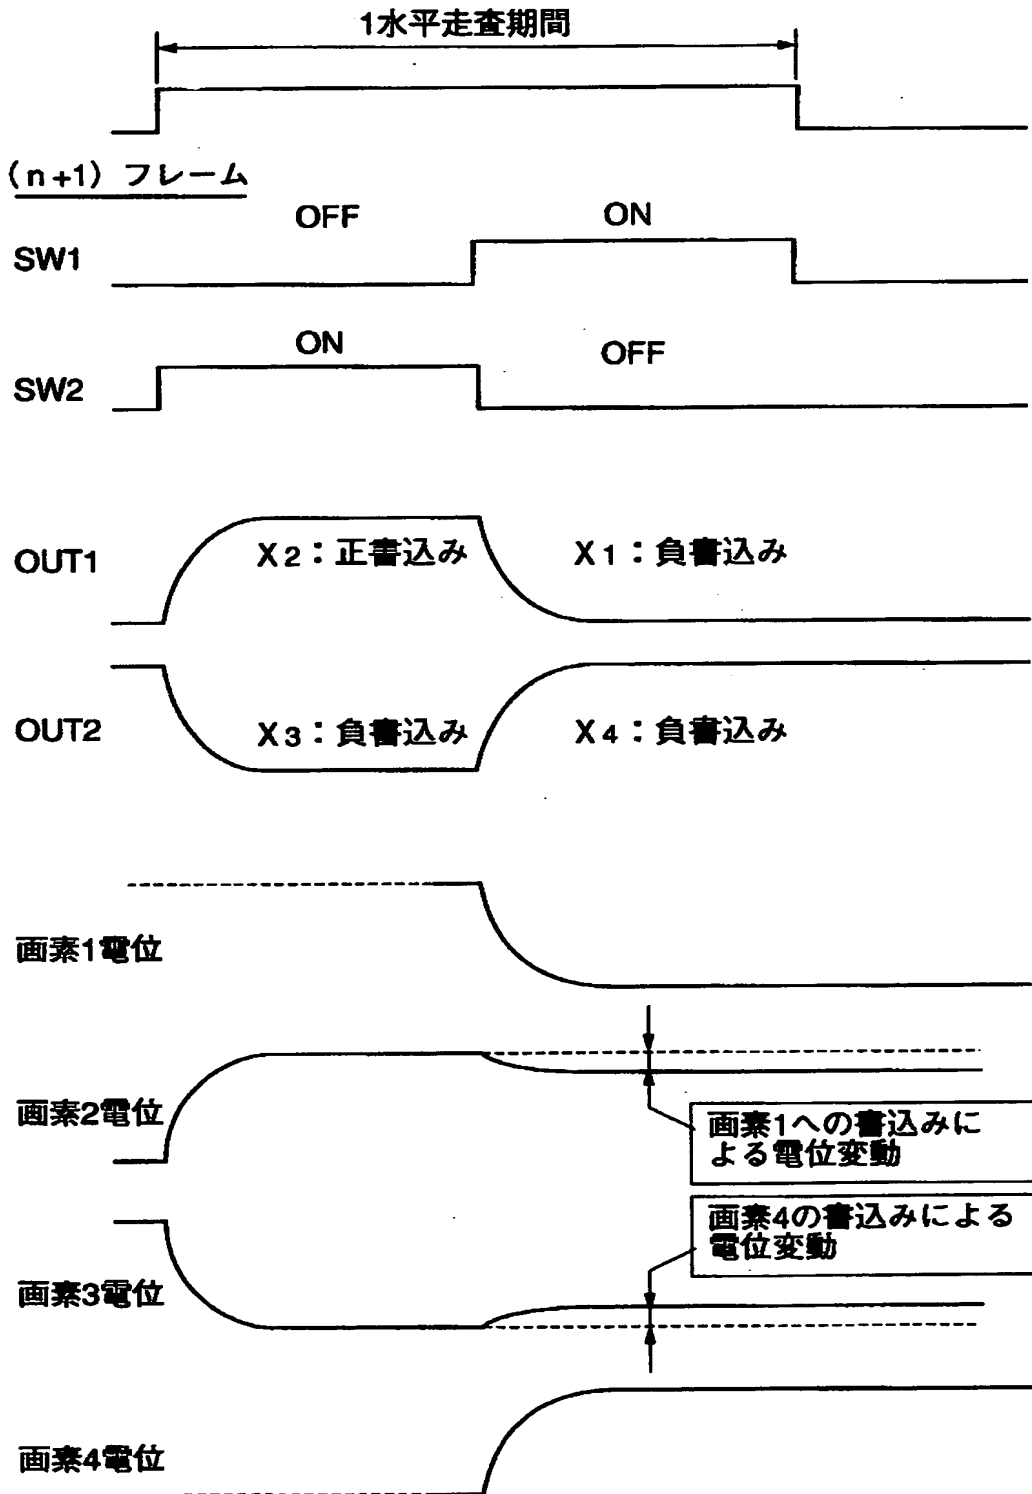 1水平走査期間
(n+1) フレーム
OFF
ON
SW1
ON
OFF
SW2
OUT1
X2：正書込み
X1：負書込み
OUT2
X3：負書込み
X4：負書込み
画素1電位
画素2電位
画素1への書込みに
よる電位変動
画素4の書込みによる
電位変動
画素3電位
画素4電位